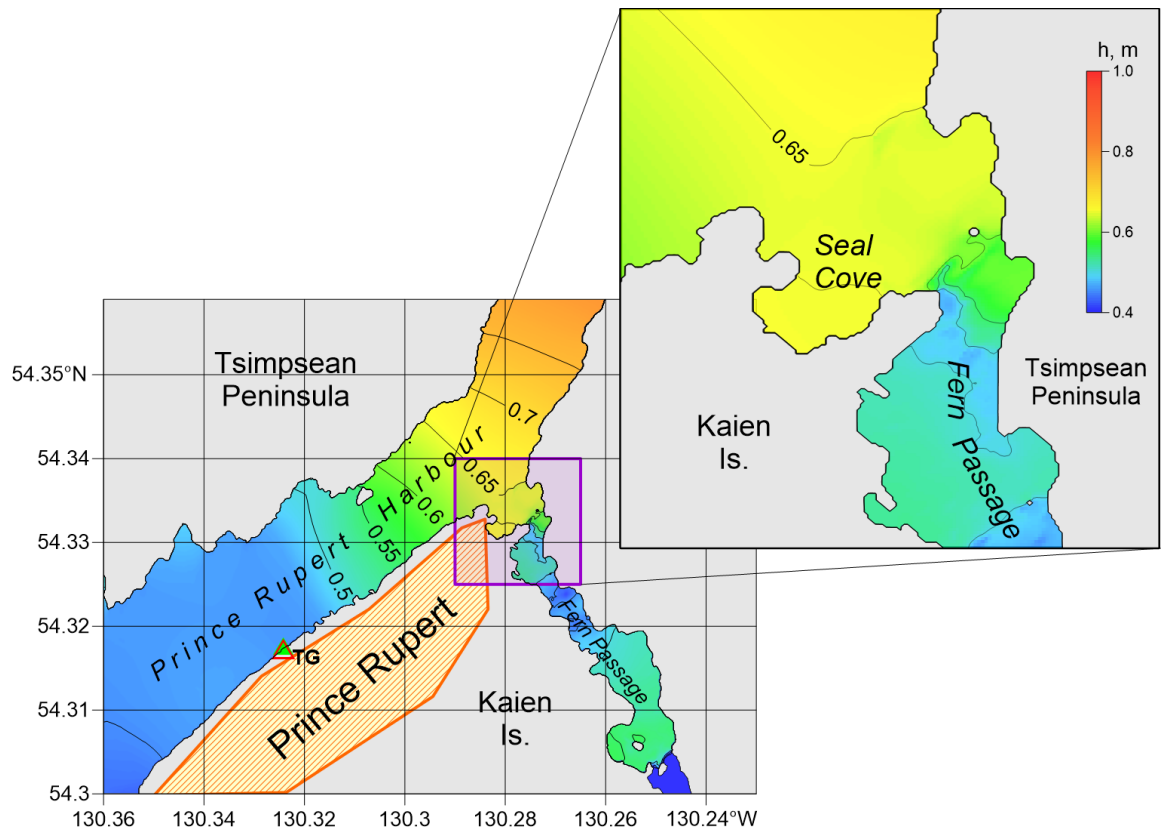 h, m
1.0
0.8
0.6
0.4
0.65
Seal
Cove
Fern Passage
Tsimpsean
Peninsula
Kaien
Is.
Tsimpsean
Peninsula
54.35°N
54.34
54.33
54.32
54.31
54.3
0.7
0.65
0.6
0.55
0.5
Prince Rupert Harbour
TG
Prince Rupert
Fern Passage
Kaien
Is.
130.36
130.34
130.32
130.3
130.28
130.26
130.24°W